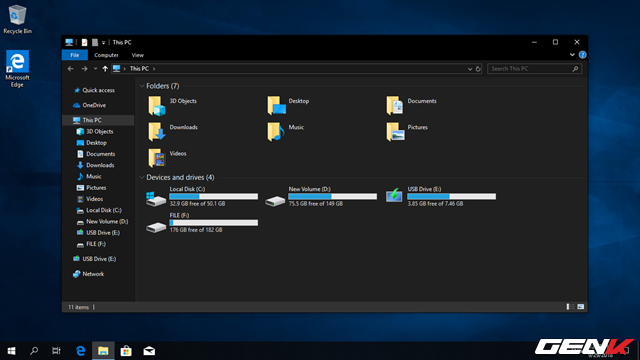 Recycle Bin
Microsoft
Edge
This PC
File
Computer
View
This PC
Search This PC
Quick access
OneDrive
This PC
3D Objects
Desktop
Documents
Downloads
Music
Pictures
Videos
Local Disk (C:)
New Volume (D:)
USB Drive (E:)
FILE (F:)
USB Drive (E:)
Network
Folders (7)
3D Objects
Desktop
Documents
Downloads
Music
Pictures
Videos
Devices and drives (4)
Local Disk (C:)
32.9 GB free of 50.1 GB
New Volume (D:)
75.5 GB free of 149 GB
USB Drive (E:)
3.85 GB free of 7.46 GB
FILE (F:)
176 GB free of 182 GB
11 items
GENK